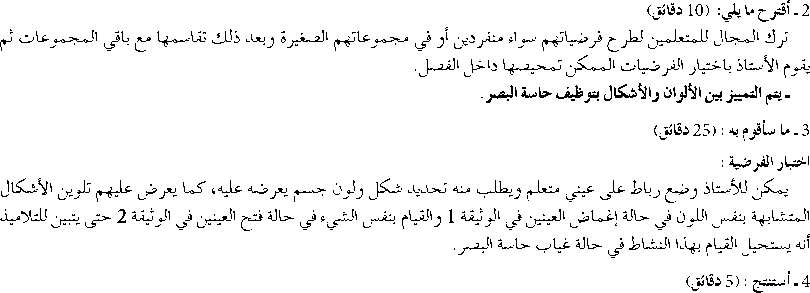 2 ـ أقترح ما يلي: (10 دقائق)
ترك المجال للمتعلمين لطرح فرضياتهم سواء منفردين أو في مجموعاتهم الصغيرة وبعد ذلك تقاسمها مع باقي المجموعات ثم
يقوم الأستاذ باختيار الفرضيات الممكن تمحيصها داخل الفصل.
ـ يتم التمييز بين الألوان والأشكال بتوظيف حاسة البصر.
3 ـ ما سأقوم به : (25 دقائق)
اختبار الفرضية :
يمكن للأستاذ وضع رباط على عيني متعلم ويطلب منه تحديد شكل ولون جسم يعرضه عليه، كما يعرض عليهم تلوين الأشكال
المتشابهة بنفس اللون في حالة إغماض العينين في الوثيقة 1 والقيام بنفس الشيء في حالة فتح العينين في الوثيقة 2 حتى يتبين للتلاميذ
أنه يستحيل القيام بهذا النشاط في حالة غياب حاسة البصر.
4 ـ أستنتج : (5 دقائق)